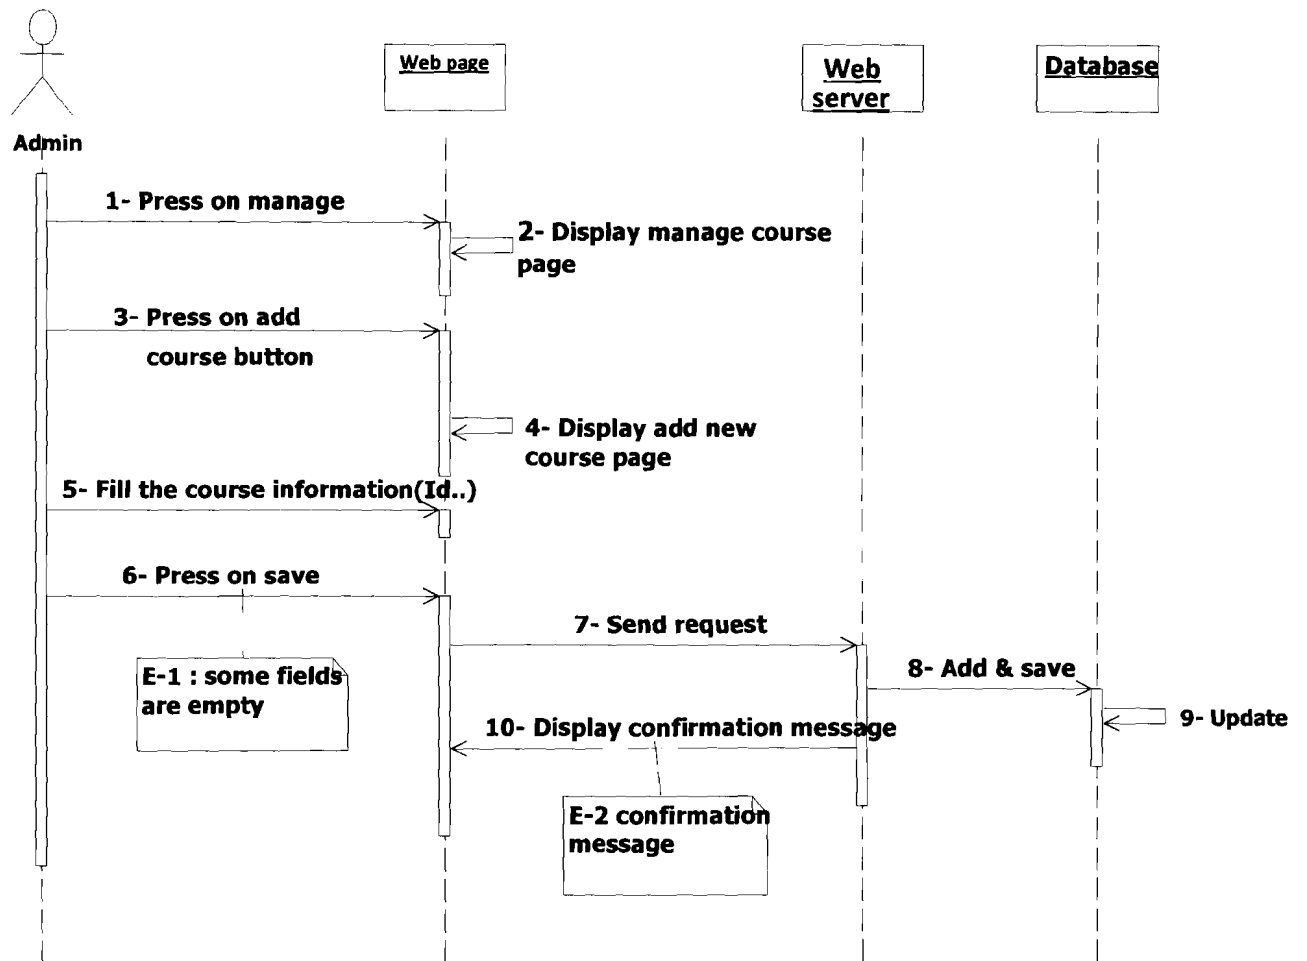 Web page
Web
server
Database
Admin
1- Press on manage
2- Display manage course
page
3- Press on add
course button
4- Display add new
course page
5- Fill the course information(Id..)
6- Press on save
7- Send request
E-1 : some fields
are empty
8- Add & save
9- Update
10- Display confirmation message
E-2 confirmation
message